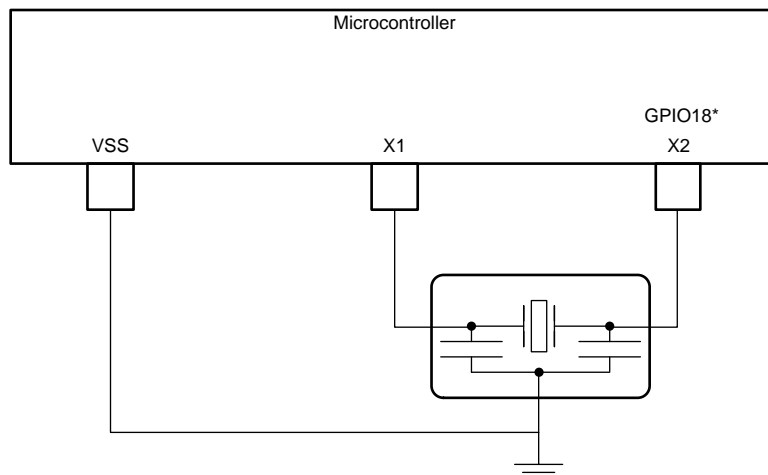 Microcontroller
GPIO18*
VSS
X1
X2